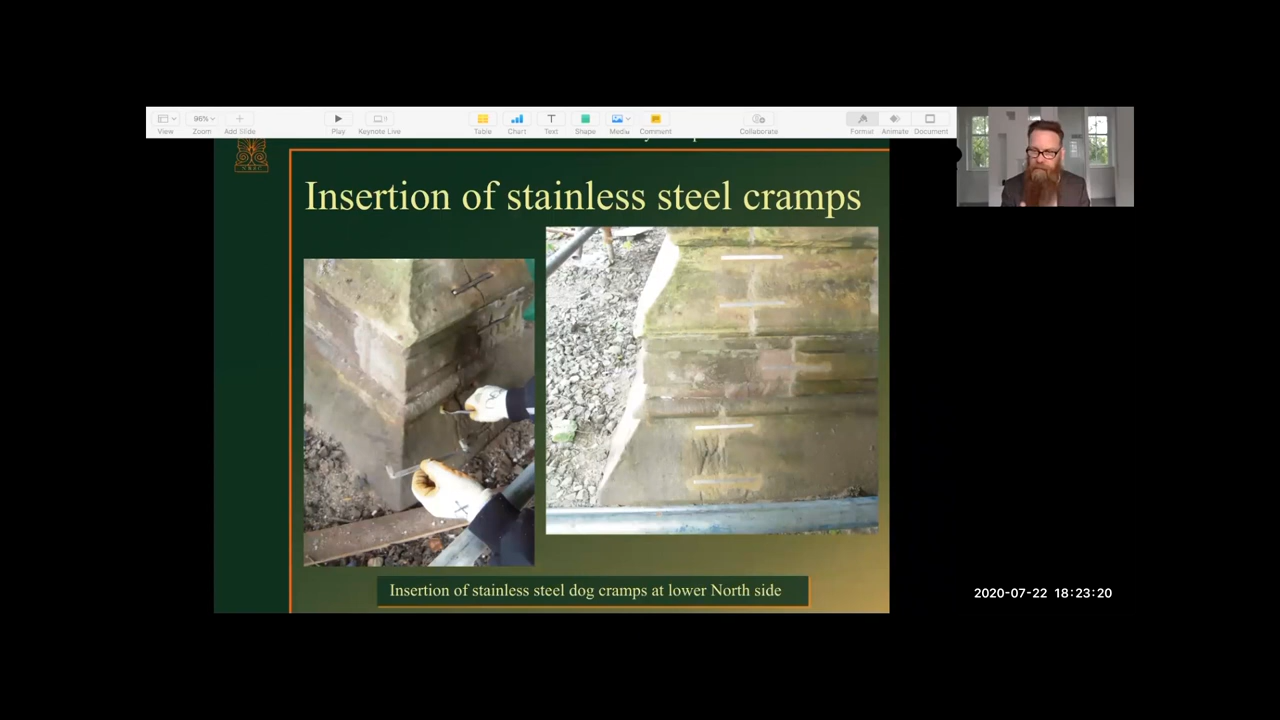 View
96%
Zoom
Add Slide
Play
Keynote Live
Table
Chart
Text
Shape
Media
Comment
Collaborate
Format
Animate
Document
Insertion of stainless steel cramps
Insertion of stainless steel dog cramps at lower North side
2020-07-22 18:23:20